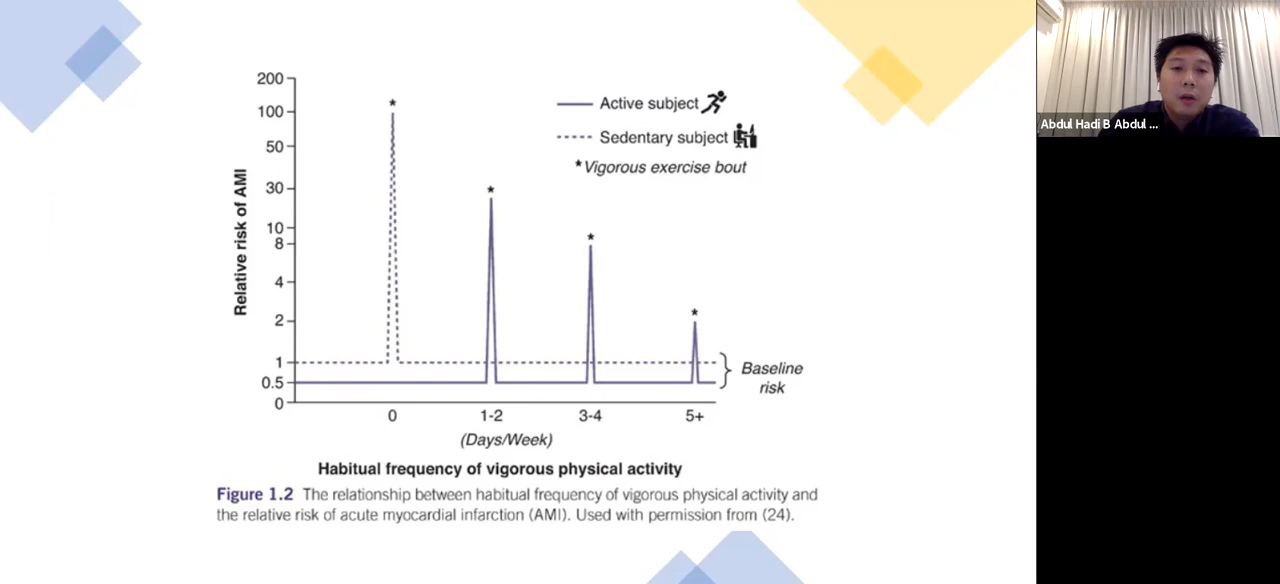 200
100
50
30
10
8
4
2
1
0.5
0
Relative risk of AMI
*
*
*
*
Active subject
Sedentary subject
*Vigorous exercise bout
Baseline
risk
0 1-2 3-4 5+
(Days/Week)
Habitual frequency of vigorous physical activity
Figure 1.2 The relationship between habitual frequency of vigorous physical activity and
the relative risk of acute myocardial infarction (AMI). Used with permission from (24).
Abdul Hadi B Abdul ...